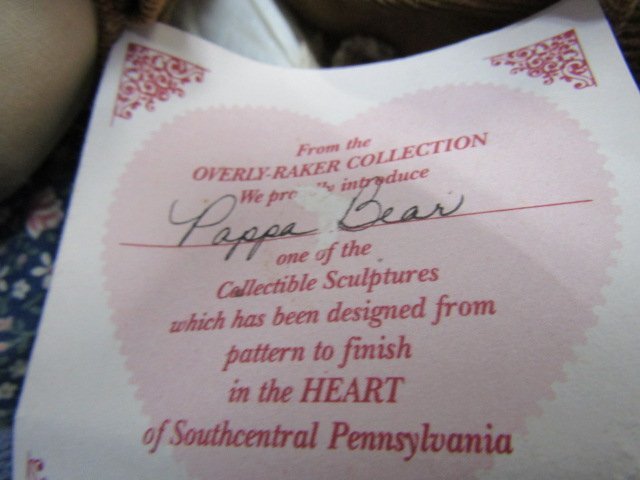 From the
OVERLY-RAKER COLLECTION
We introduce
Pappa Bear
one of the
Collectible Sculptures
which has been designed from
pattern to finish
in the HEART
of Southcentral Pennsylvania